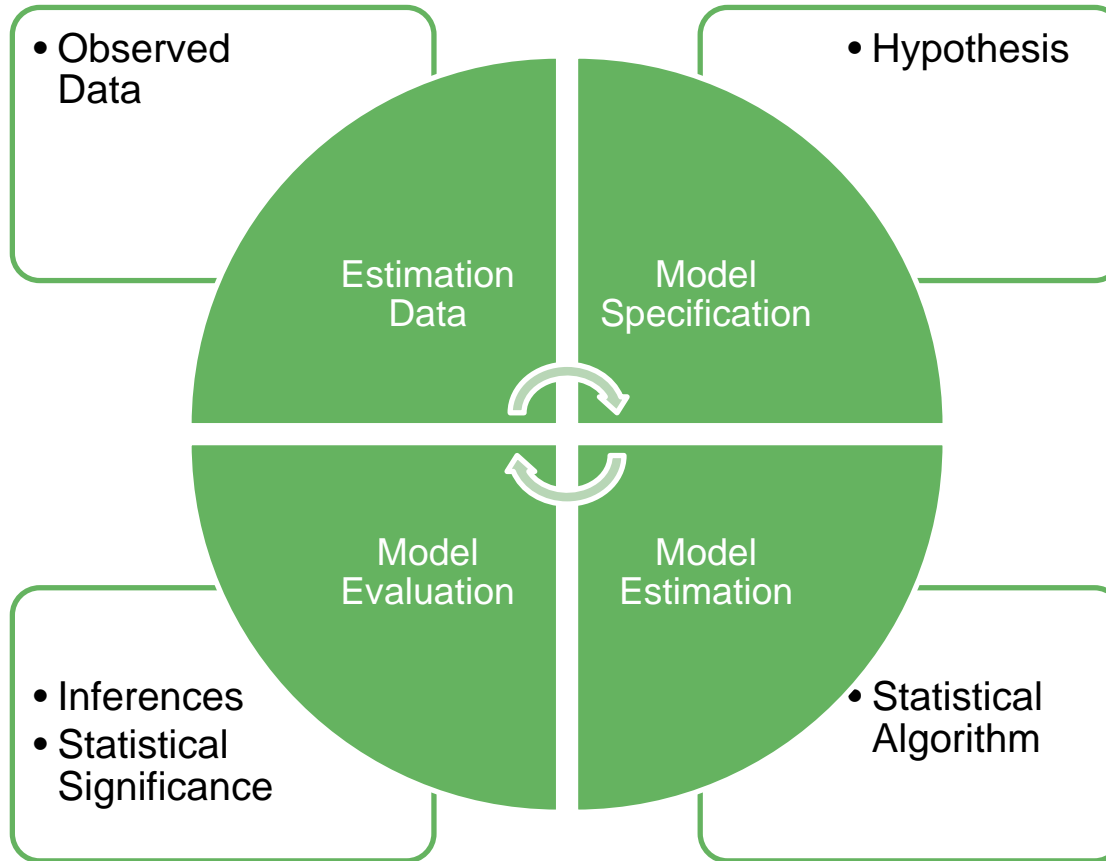 • Observed
Data
• Hypothesis
Estimation
Data
Model
Specification
Model
Evaluation
Model
Estimation
• Inferences
• Statistical
Significance
• Statistical
Algorithm